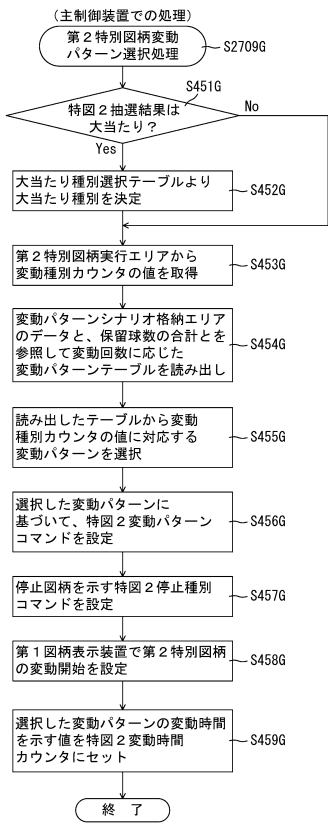 (主制御装置での処理)
第2特別図柄変動
パターン選択処理
S2709G
S451G
特図2抽選結果は
大当たり?
No
Yes
大当たり種別選択テーブルより
大当たり種別を決定
S452G
第2特別図柄実行エリアから
変動種別カウンタの値を取得
S453G
変動パターンシナリオ格納エリア
のデータと、保留球数の合計とを
参照して変動回数に応じた
変動パターンテーブルを読み出し
S454G
読み出したテーブルから変動
種別カウンタの値に対応する
変動パターンを選択
S455G
選択した変動パターンに
基づいて、特図2変動パターン
コマンドを設定
S456G
停止図柄を示す特図2停止種別
コマンドを設定
S457G
第1図柄表示装置で第2特別図柄
の変動開始を設定
S458G
選択した変動パターンの変動時間
を示す値を特図2変動時間
カウンタにセット
S459G
終 了